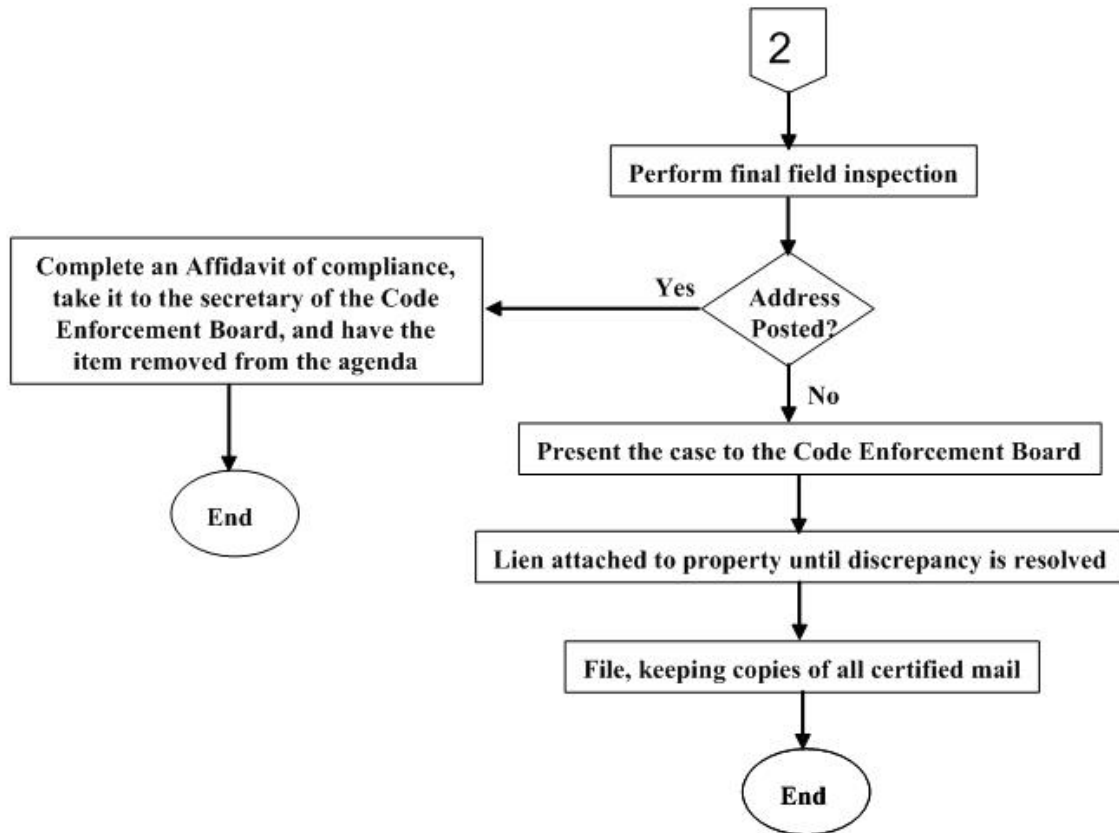 2
Perform final field inspection
Address
Posted?
Yes
Complete an Affidavit of compliance,
take it to the secretary of the Code
Enforcement Board, and have the
item removed from the agenda
End
No
Present the case to the Code Enforcement Board
Lien attached to property until discrepancy is resolved
File, keeping copies of all certified mail
End